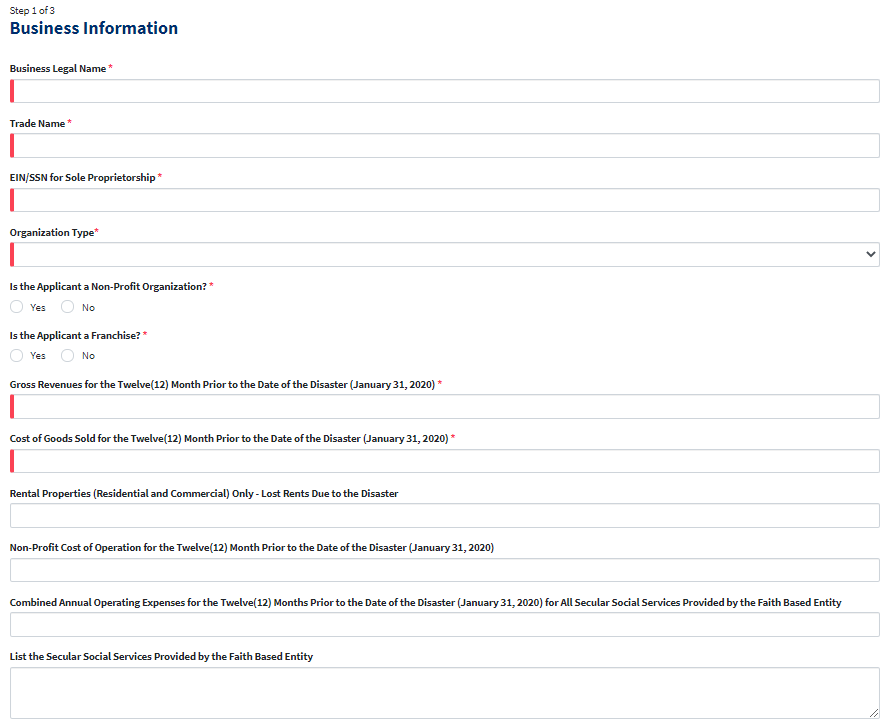 Step 1 of 3
Business Information
Business Legal Name *
Trade Name *
EIN/SSN for Sole Proprietorship *
Organization Type*
Is the Applicant a Non-Profit Organization? *
Yes No
Is the Applicant a Franchise? *
Yes No
Gross Revenues for the Twelve(12) Month Prior to the Date of the Disaster (January 31, 2020) *
Cost of Goods Sold for the Twelve(12) Month Prior to the Date of the Disaster (January 31, 2020) *
Rental Properties (Residential and Commercial) Only - Lost Rents Due to the Disaster
Non-Profit Cost of Operation for the Twelve(12) Month Prior to the Date of the Disaster (January 31, 2020)
Combined Annual Operating Expenses for the Twelve(12) Months Prior to the Date of the Disaster (January 31, 2020) for All Secular Social Services Provided by the Faith Based Entity
List the Secular Social Services Provided by the Faith Based Entity